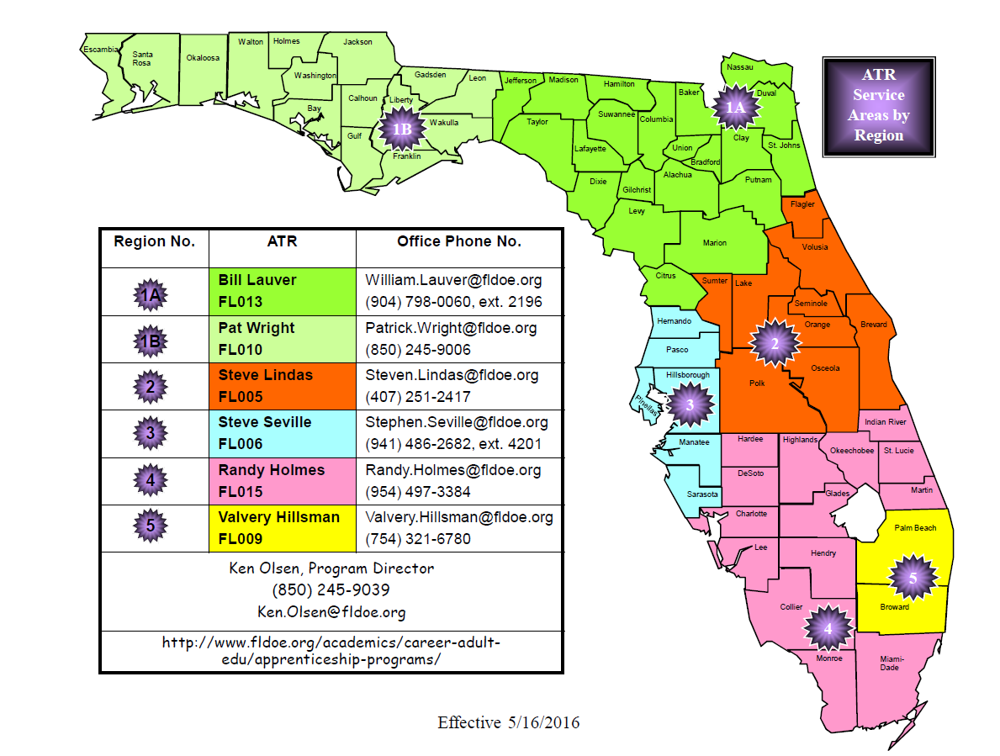 ATR
Service
Areas by
Region
Escambia
Santa
Rosa
Okaloosa
Walton
Holmes
Jackson
Washington
Bay
Calhoun
Gulf
Gadsden
Liberty
Leon
Wakulla
Franklin
1B
Jefferson
Madison
Hamilton
Taylor
Suwannee
Columbia
Lafayette
Dixie
Gilchrist
Baker
Nassau
Duval
1A
Clay
St. Johns
Union
Bradford
Alachua
Putnam
Levy
Marion
Citrus
Flagler
Volusia
Sumter
Lake
Seminole
Orange
Brevard
2
Osceola
Polk
Hernando
Pasco
Hillsborough
Pinellas
3
Manatee
Sarasota
Indian River
Hardee
Highlands
Okeechobee
St. Lucie
DeSoto
Glades
Martin
Charlotte
Lee
Hendry
Palm Beach
5
Broward
Collier
4
Monroe
Miami-
Dade
Region No. ATR Office Phone No.
1A Bill Lauver William.Lauver@fldoe.org
FL013 (904) 798-0060, ext. 2196
1B Pat Wright Patrick.Wright@fldoe.org
FL010 (850) 245-9006
2 Steve Lindas Steven.Lindas@fldoe.org
FL005 (407) 251-2417
3 Steve Seville Stephen.Seville@fldoe.org
FL006 (941) 486-2682, ext. 4201
4 Randy Holmes Randy.Holmes@fldoe.org
FL015 (954) 497-3384
5 Valvery Hillsman Valvery.Hillsman@fldoe.org
FL009 (754) 321-6780
Ken Olsen, Program Director
(850) 245-9039
Ken.Olsen@fldoe.org
http://www.fldoe.org/academics/career-adult-
edu/apprenticeship-programs/
Effective 5/16/2016